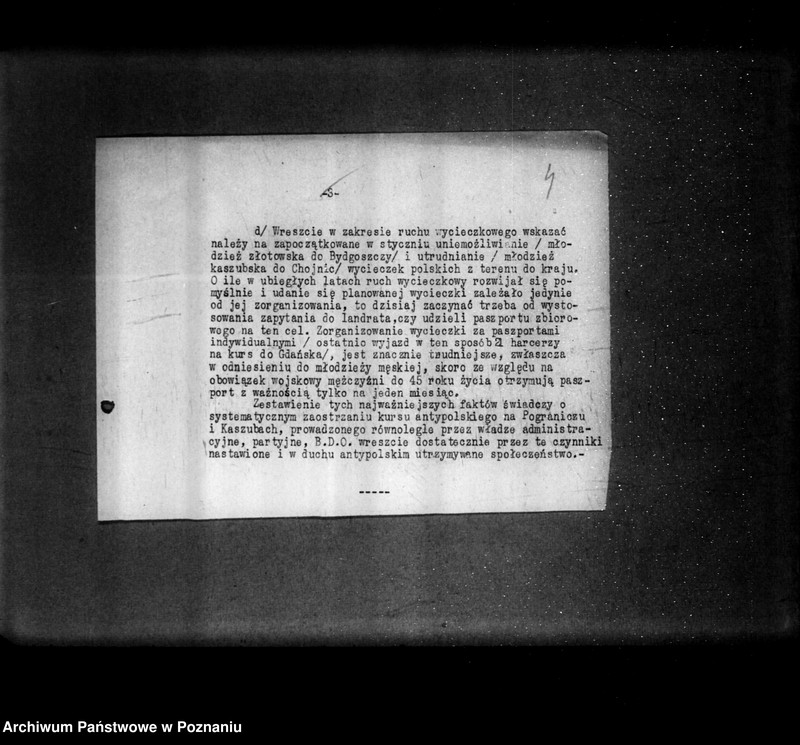 -3-
4
d/ Wreszcie w zakresie ruchu wycieczkowego wskazać
należy na zapoczątkowane w styczniu uniemożliwienie / mło-
dzież złotowska do Bydgoszczy/ i utrudnianie / młodzież
kaszubska do Chojnic/ wycieczek polskich z terenu do kraju.
O ile w ubiegłych latach ruch wycieczkowy rozwijał się po-
myślnie i udanie się planowanej wycieczki zależało jedynie
od jej zorganizowania, to dzisiaj zaczynać trzeba od wysto-
sowania zapytania do landrata,czy udzieli paszportu zbioro-
wego na ten cel. Zorganizowanie wycieczki za paszportami
indywidualnymi / ostatnio wyjazd w ten sposób 21 harcerzy
na kurs do Gdańska/, jest znacznie trudniejsze, zwłaszcza
w odniesieniu do młodzieży męskiej, skoro ze względu na
obowiązek wojskowy mężczyźni do 45 roku życia otrzymują pasz-
port z ważnością tylko na jeden miesiąc.
Zestawienie tych najważniejszych faktów świadczy o
systematycznym zaostrzaniu kursu antypolskiego na Pograniczu
i Kaszubach, prowadzonego równolegle przez władze administra-
cyjne, partyjne, B.D.O. wreszcie dostatecznie przez te czynniki
nastawione i w duchu antypolskim utrzymywane społeczeństwo.-
-----
Archiwum Państwowe w Poznaniu